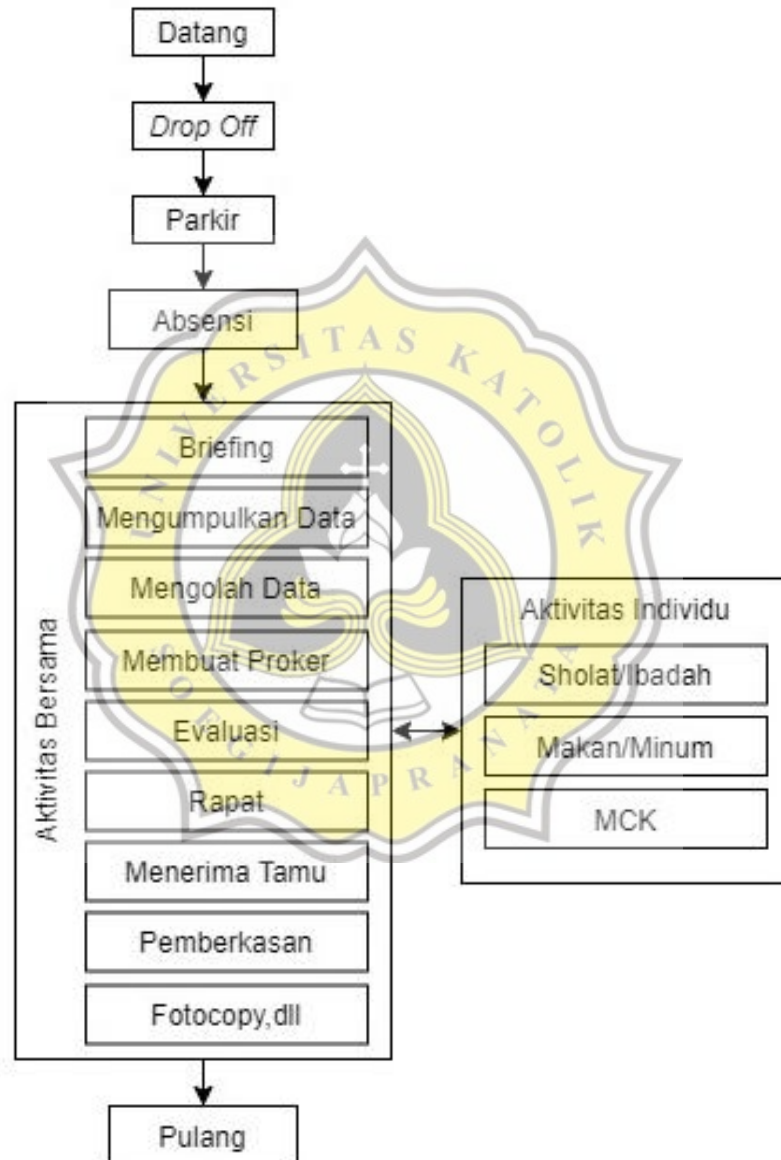 Datang
Drop Off
Parkir
Absensi
Aktivitas Bersama
Briefing
Mengumpulkan Data
Mengolah Data
Membuat Proker
Evaluasi
Rapat
Menerima Tamu
Pemberkasan
Fotocopy,dll
Aktivitas Individu
Sholat/Ibadah
Makan/Minum
MCK
Pulang
UNIVERSITAS KATOLIK
SOEGIJAPRANATA